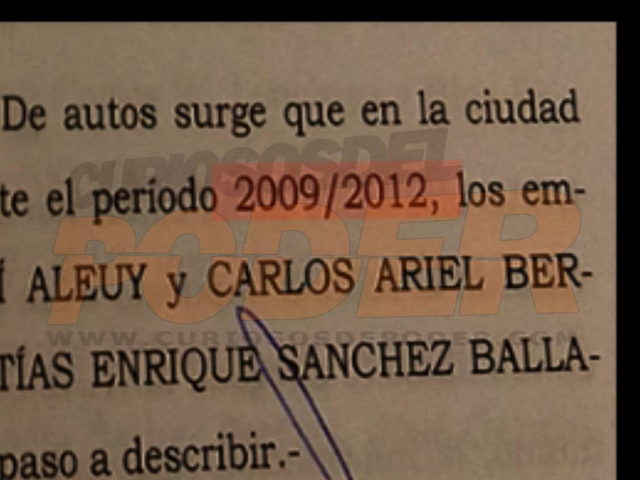 De autos surge que en la ciudad
te el periodo 2009/2012, los em-
Í ALEUY y CARLOS ARIEL BER-
TÍAS ENRIQUE SANCHEZ BALLA-
paso a describir.-
CURIOSOSDEL
PODER
WWW.CURIOSOSDEPODER.COM